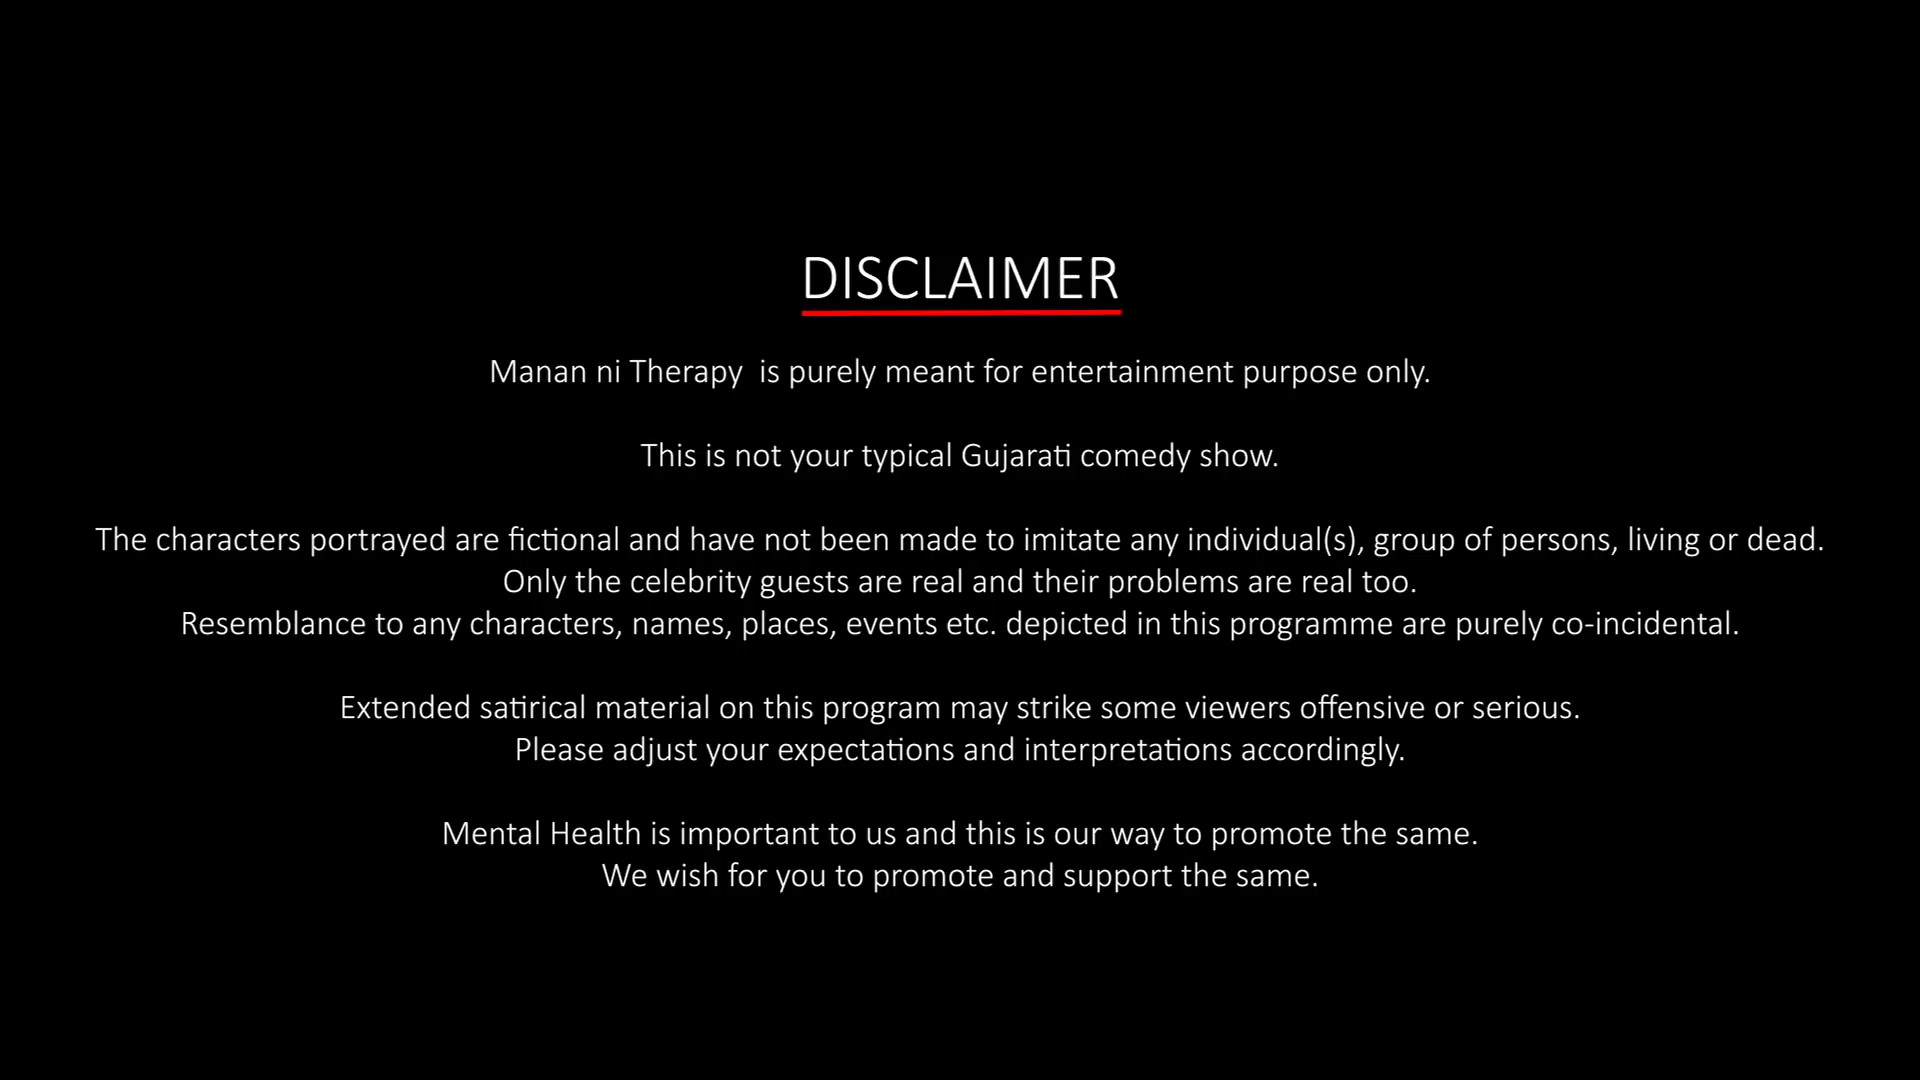 DISCLAIMER
Manan ni Therapy  is purely meant for entertainment purpose only.
This is not your typical Gujarati comedy show.
The characters portrayed are fictional and have not been made to imitate any individual(s), group of persons, living or dead.
Only the celebrity guests are real and their problems are real too.
Resemblance to any characters, names, places, events etc. depicted in this programme are purely co-incidental.
Extended satirical material on this program may strike some viewers offensive or serious.
Please adjust your expectations and interpretations accordingly.
Mental Health is important to us and this is our way to promote the same.
We wish for you to promote and support the same.